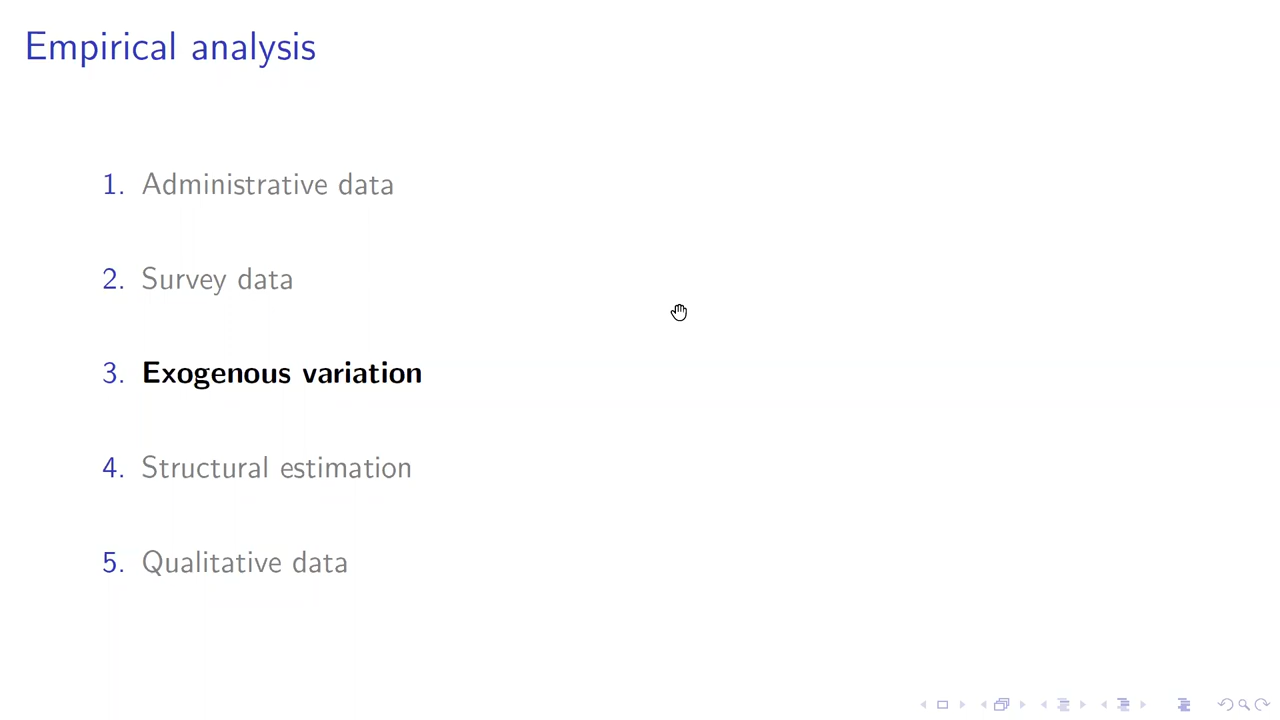 Empirical analysis
1. Administrative data
2. Survey data
3. Exogenous variation
4. Structural estimation
5. Qualitative data